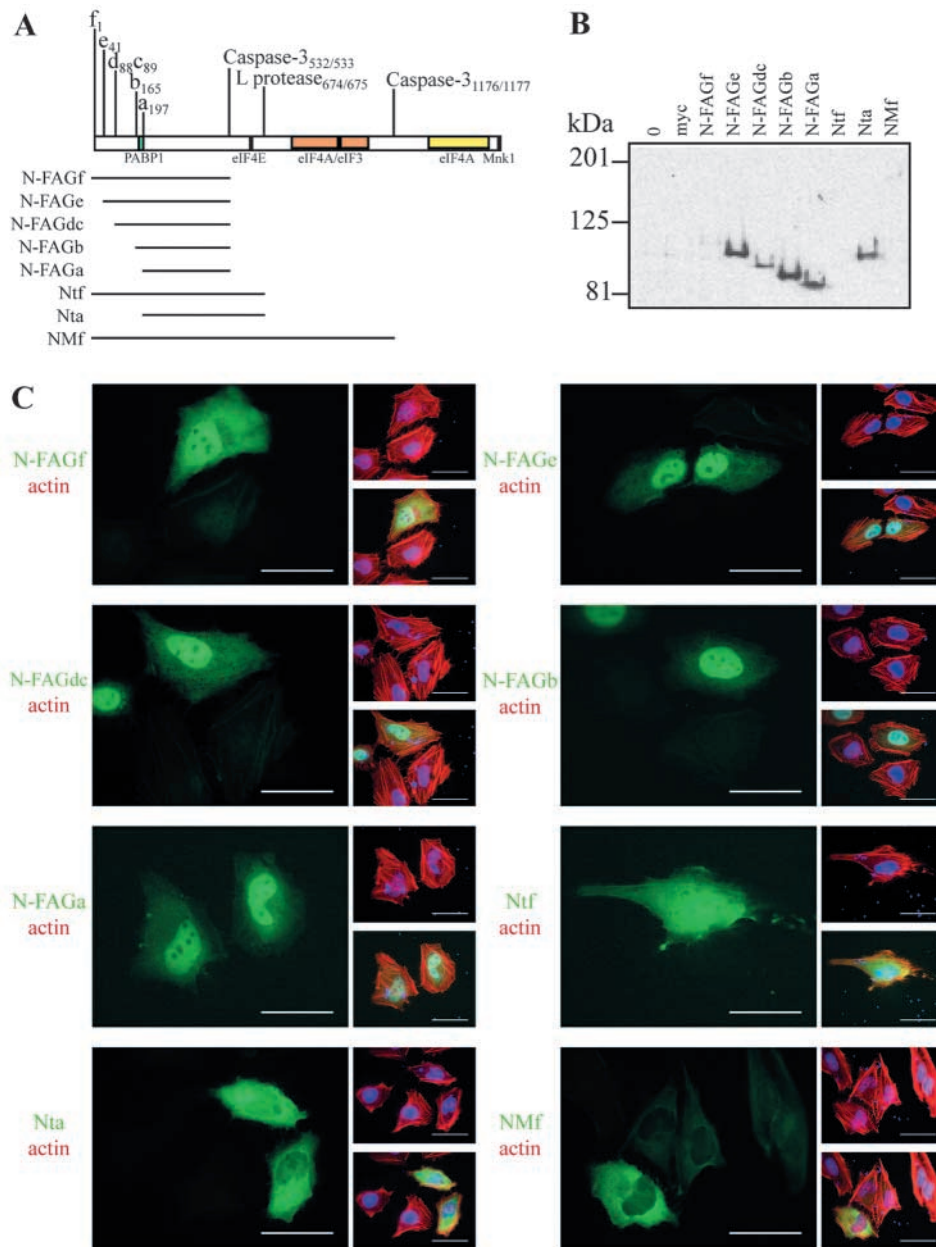 A
f1
e41
d88c89
b165
a197
Caspase-3532/533
L protease674/675
Caspase-31176/1177
PABP1 eIF4E eIF4A/eIF3 eIF4A Mnk1
N-FAGf
N-FAGe
N-FAGdc
N-FAGb
N-FAGa
Ntf
Nta
NMf
B
kDa
0 myc N-FAGf N-FAGe N-FAGdc N-FAGb N-FAGa Ntf Nta NMf
201
125
81
C
N-FAGf
actin
N-FAGe
actin
N-FAGdc
actin
N-FAGb
actin
N-FAGa
actin
Ntf
actin
Nta
actin
NMf
actin